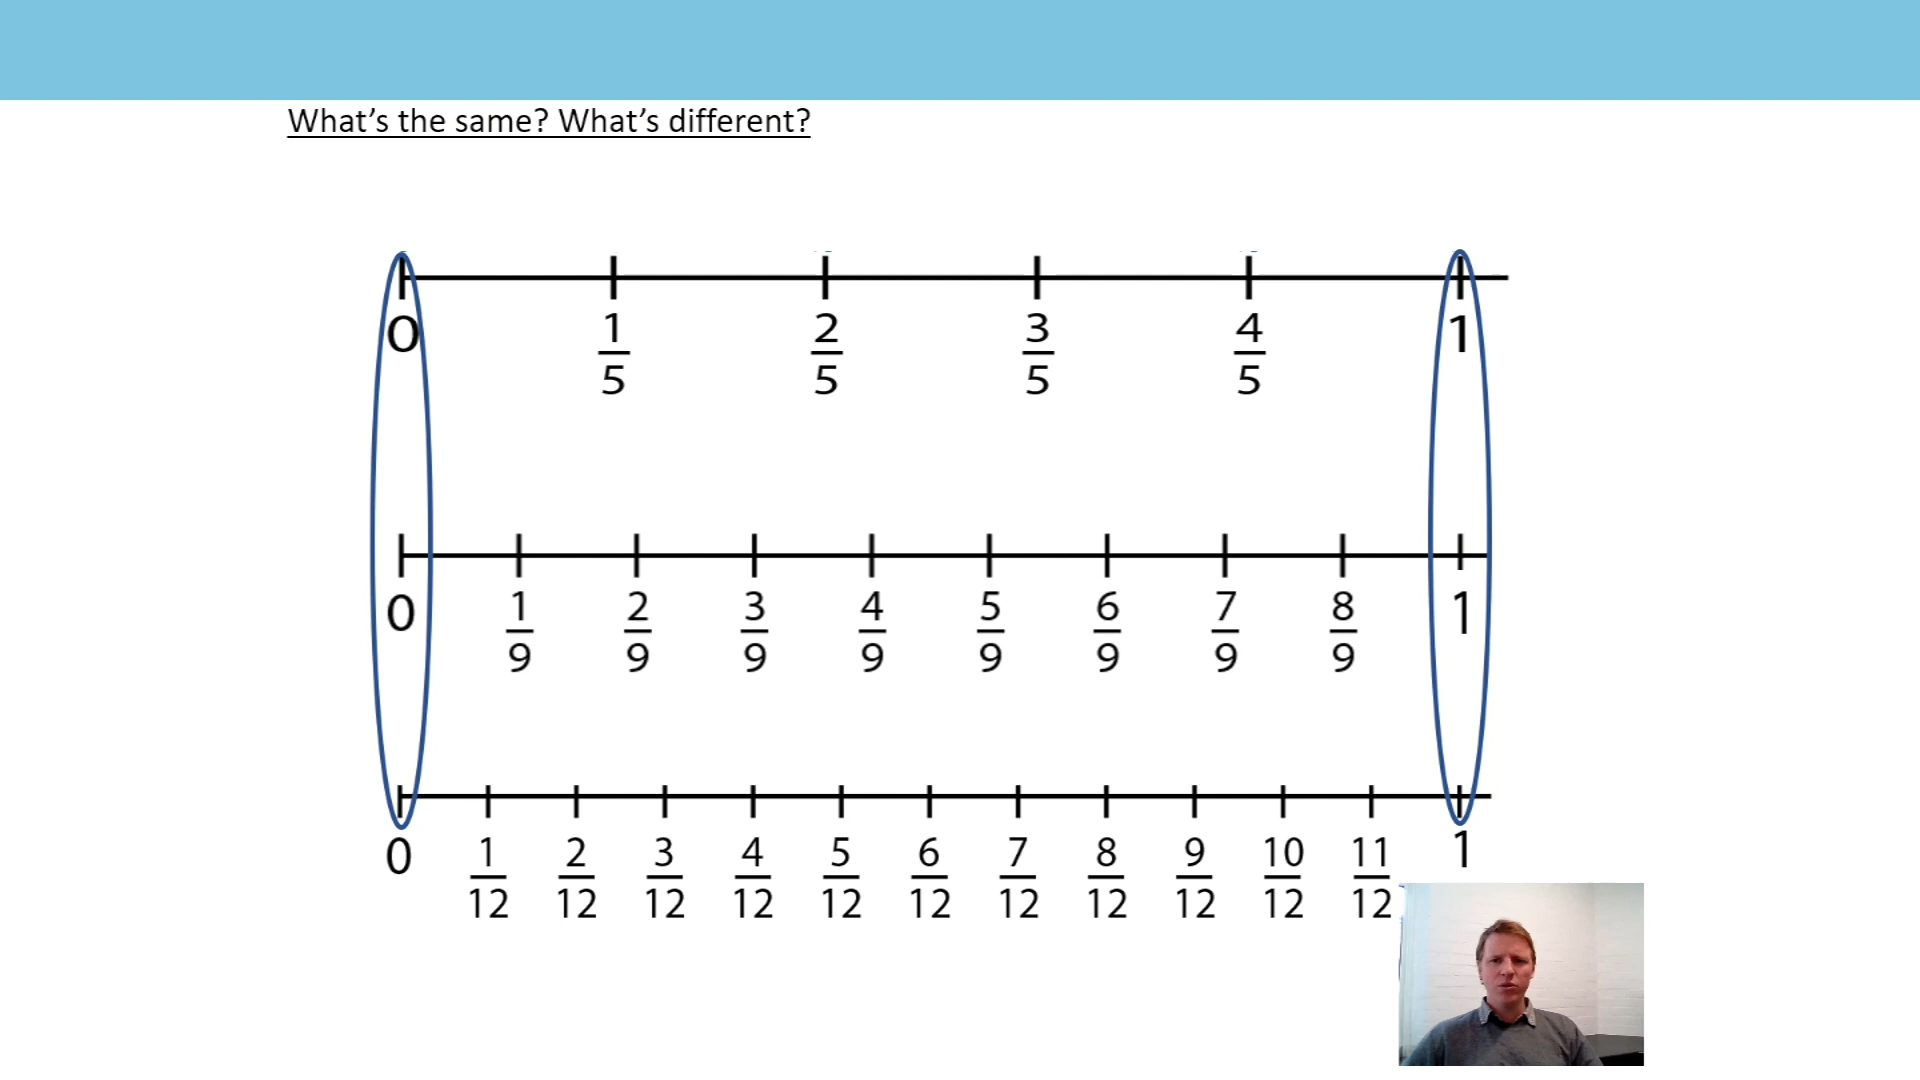 What’s the same? What’s different?
0 1/5 2/5 3/5 4/5 1
0 1/9 2/9 3/9 4/9 5/9 6/9 7/9 8/9 1
0 1/12 2/12 3/12 4/12 5/12 6/12 7/12 8/12 9/12 10/12 11/12 1